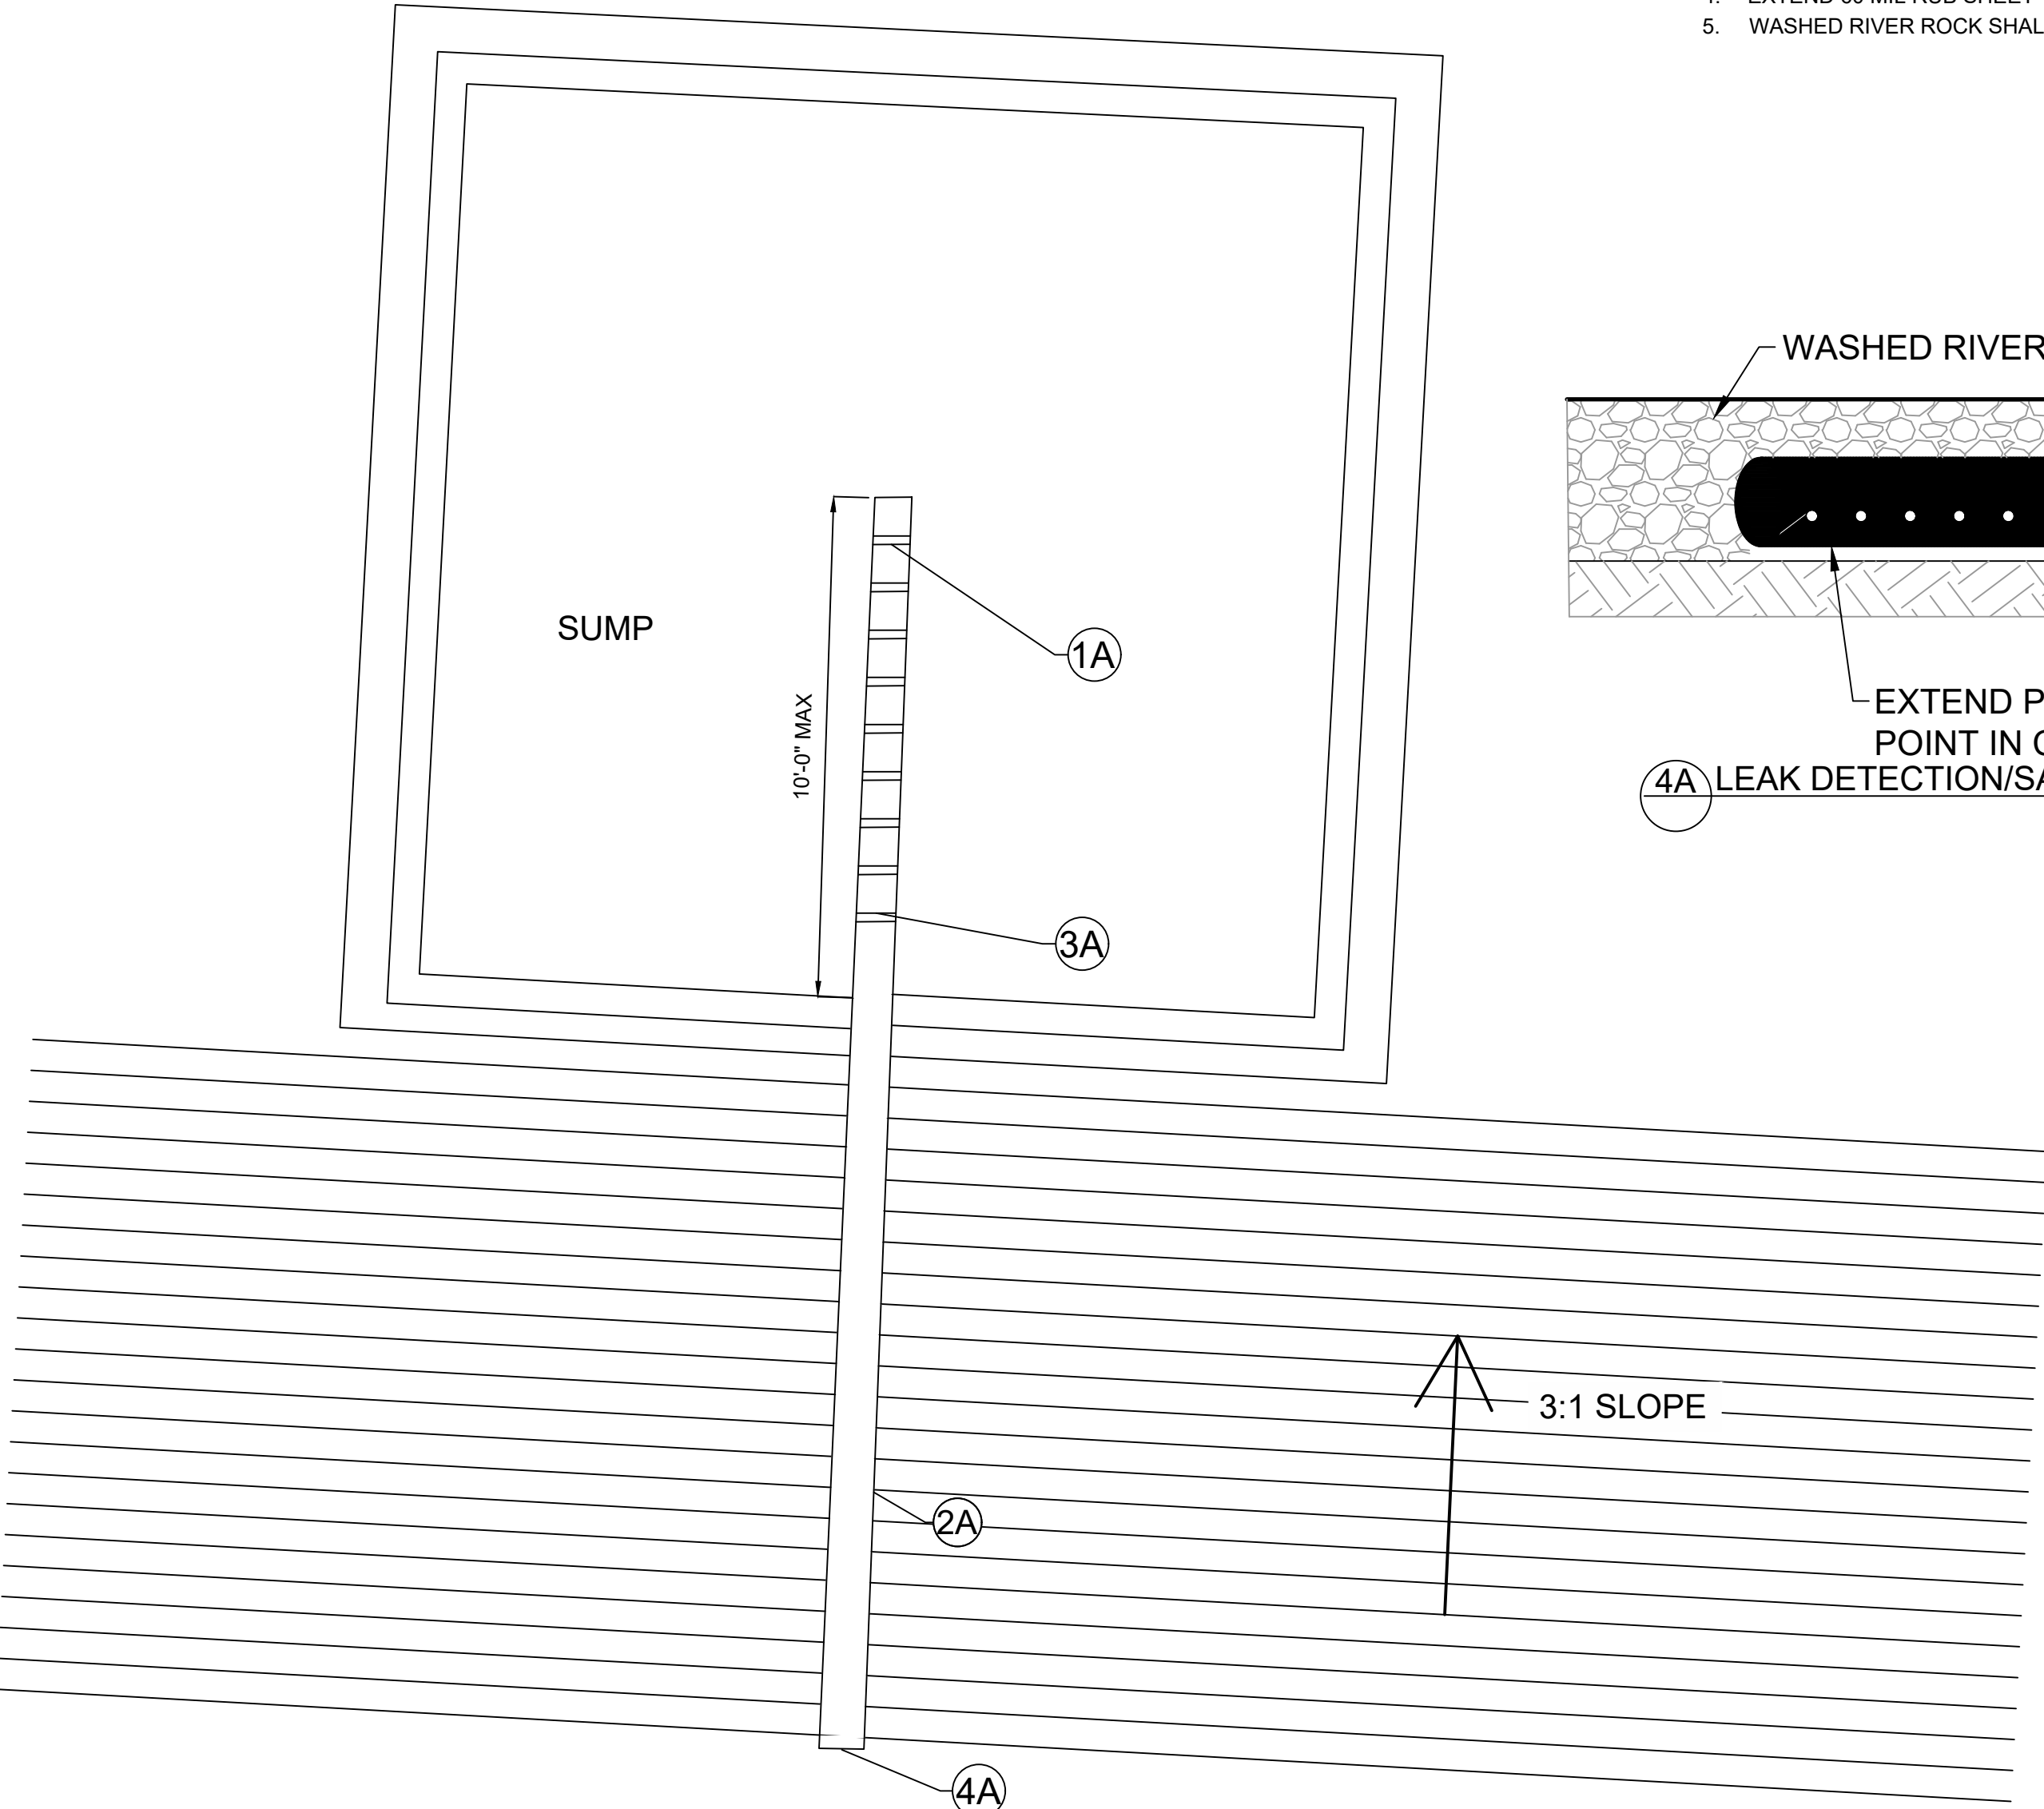 5. WASHED RIVER ROCK SHAL
WASHED RIVER
SUMP
1A
10'-0" MAX
EXTEND P
POINT IN
4A LEAK DETECTION/SA
3A
3:1 SLOPE
2A
4A